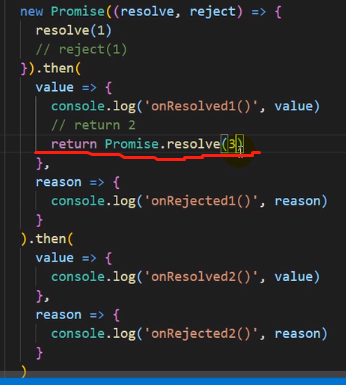 new Promise((resolve, reject) => {
  resolve(1)
  // reject(1)
}).then(
  value => {
    console.log('onResolved1()', value)
    // return 2
    return Promise.resolve(3)
  },
  reason => {
    console.log('onRejected1()', reason)
  }
).then(
  value => {
    console.log('onResolved2()', value)
  },
  reason => {
    console.log('onRejected2()', reason)
  }
)